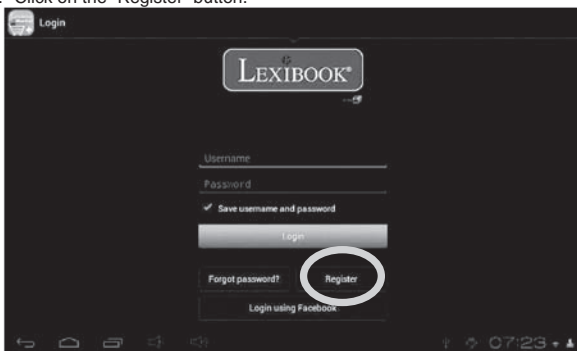 Click on the "Register" button.
Login
LEXIBOOK®
Username
Password
Save username and password
Login
Forgot password?
Register
Login using Facebook
07:23